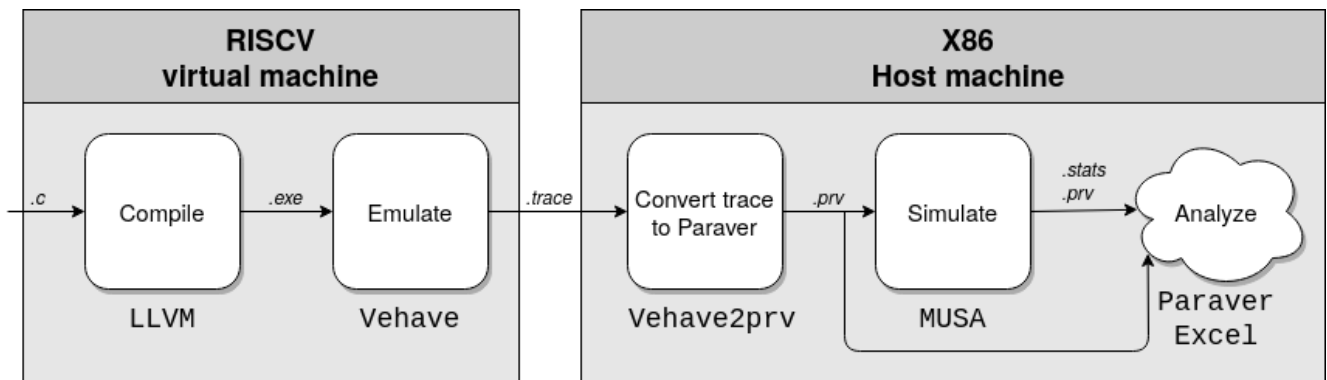 RISCV
virtual machine
X86
Host machine
.c
Compile
LLVM
.exe
Emulate
Vehave
.trace
Convert trace
to Paraver
Vehave2prv
.prv
Simulate
MUSA
.stats
.prv
Analyze
Paraver
Excel